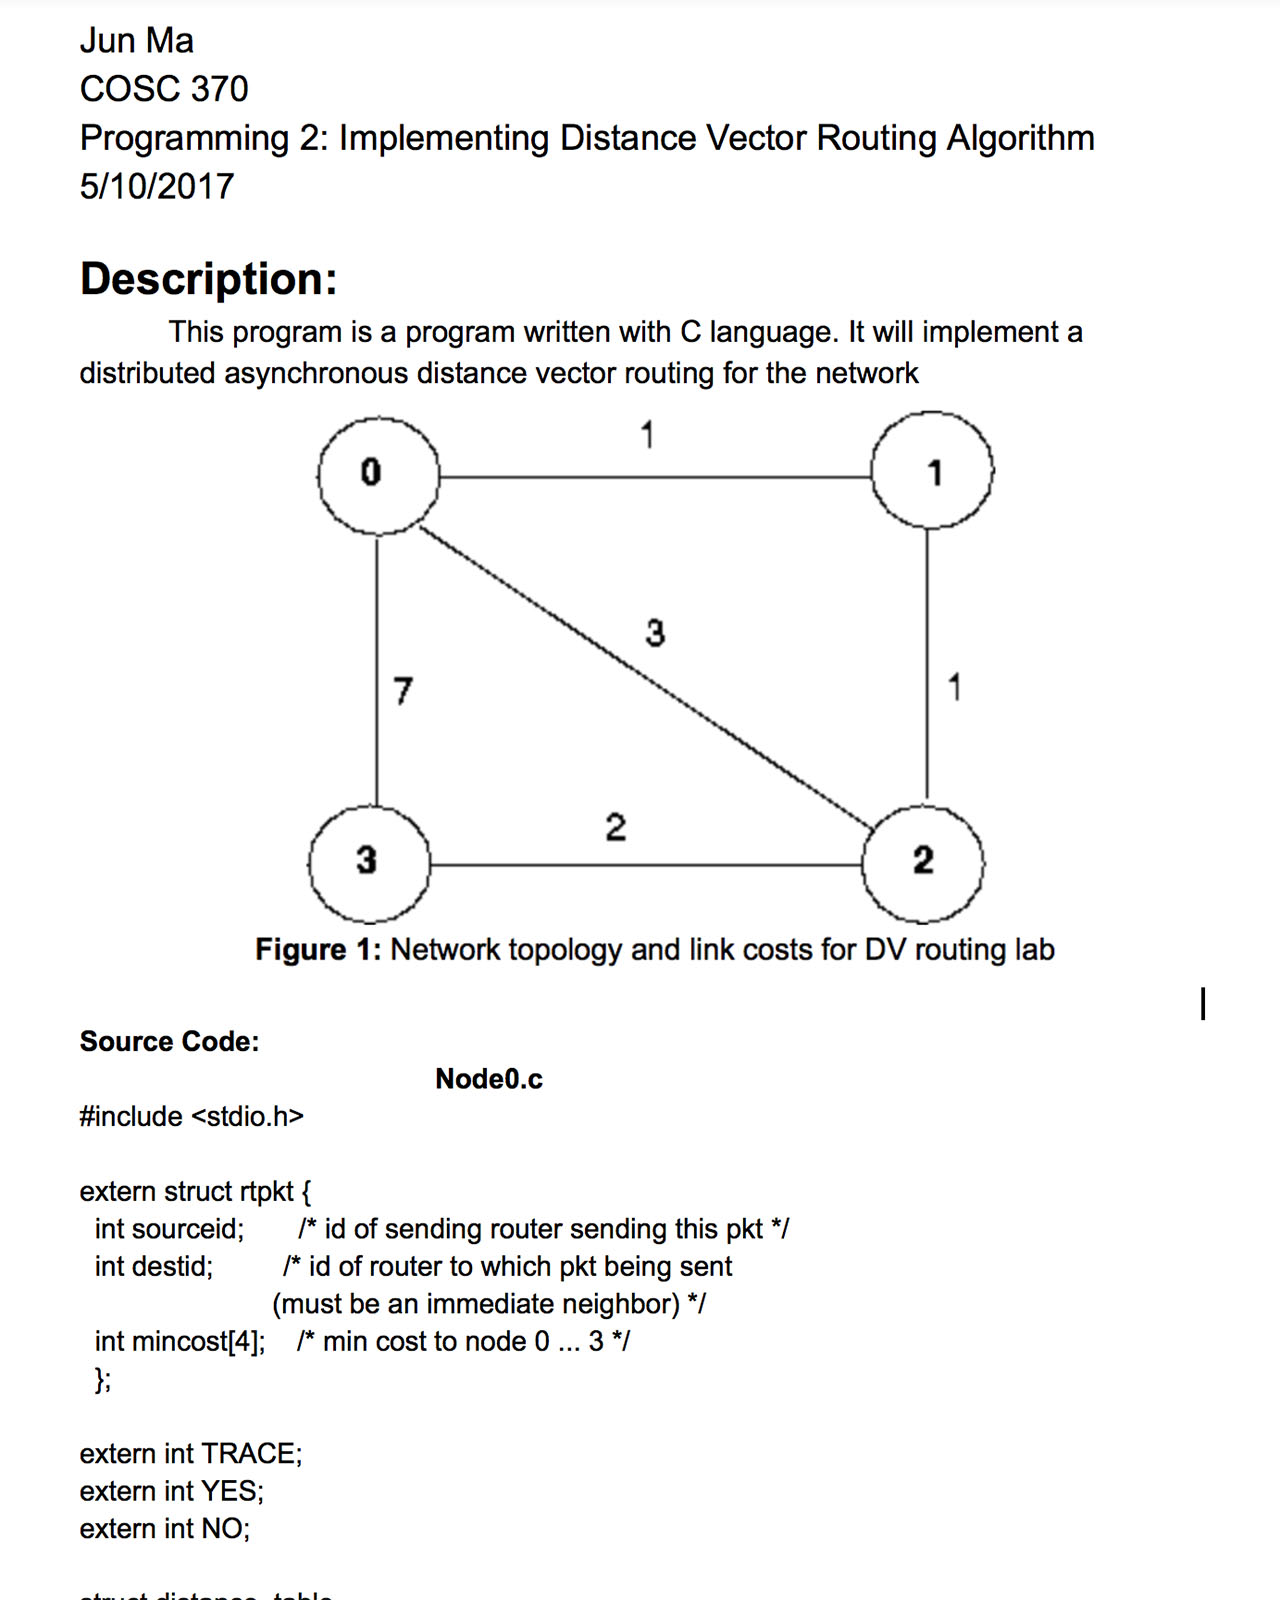 Jun Ma
COSC 370
Programming 2: Implementing Distance Vector Routing Algorithm
5/10/2017
Description:
This program is a program written with C language. It will implement a
distributed asynchronous distance vector routing for the network
0
1
1
3
7
1
2
3
2
Figure 1: Network topology and link costs for DV routing lab
Source Code:
Node0.c
#include <stdio.h>
extern struct rtpkt {
int sourceid; /* id of sending router sending this pkt */
int destid; /* id of router to which pkt being sent
(must be an immediate neighbor) */
int mincost[4]; /* min cost to node 0 ... 3 */
};
extern int TRACE;
extern int YES;
extern int NO;